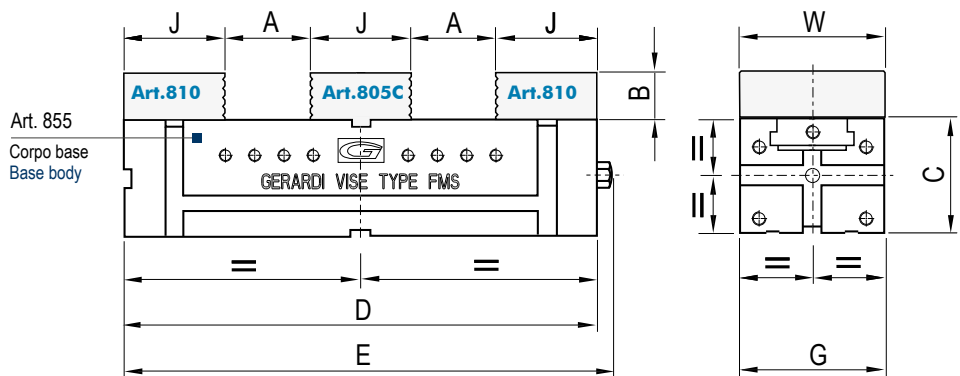 J A J A J
W
Art.810 Art.805C Art.810
B
Art. 855
Corpo base
Base body
G
GERARDI VISE TYPE FMS
= =
C
= =
= =
D
E
G